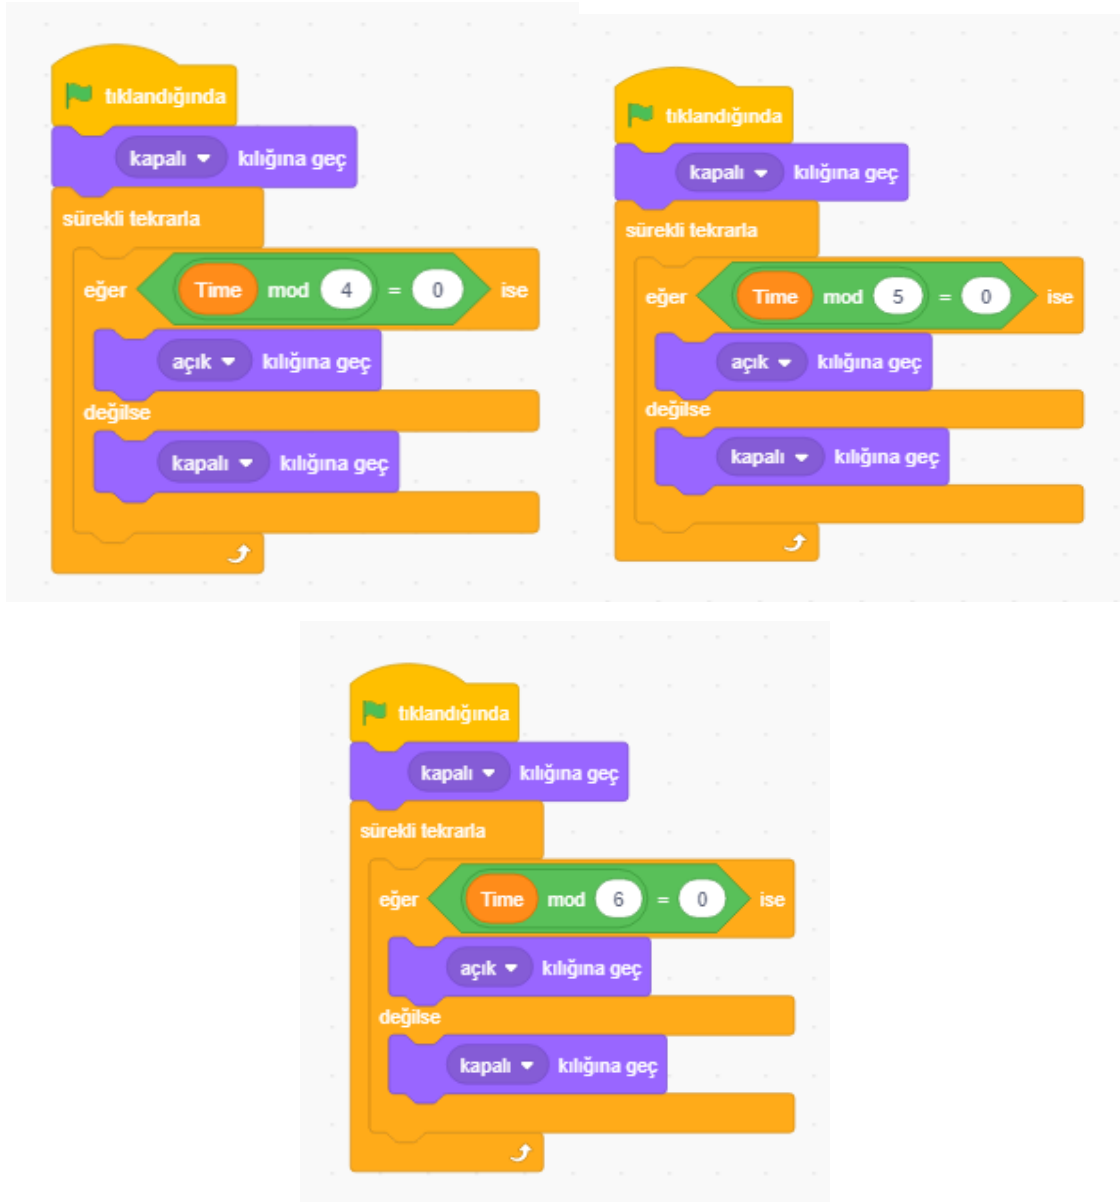 tıklandığında
kapalı kılığına geç
sürekli tekrarla
eğer Time mod 4 = 0 ise
açık kılığına geç
değilse
kapalı kılığına geç
tıklandığında
kapalı kılığına geç
sürekli tekrarla
eğer Time mod 5 = 0 ise
açık kılığına geç
değilse
kapalı kılığına geç
tıklandığında
kapalı kılığına geç
sürekli tekrarla
eğer Time mod 6 = 0 ise
açık kılığına geç
değilse
kapalı kılığına geç